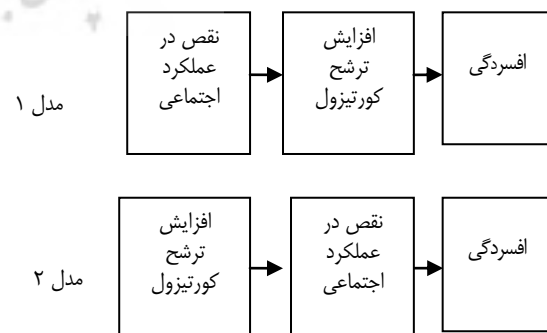 مدل ۱
نقص در
عملکرد
اجتماعی
افزایش
ترشح
کورتیزول
افسردگی
مدل ۲
افزایش
ترشح
کورتیزول
نقص در
عملکرد
اجتماعی
افسردگی